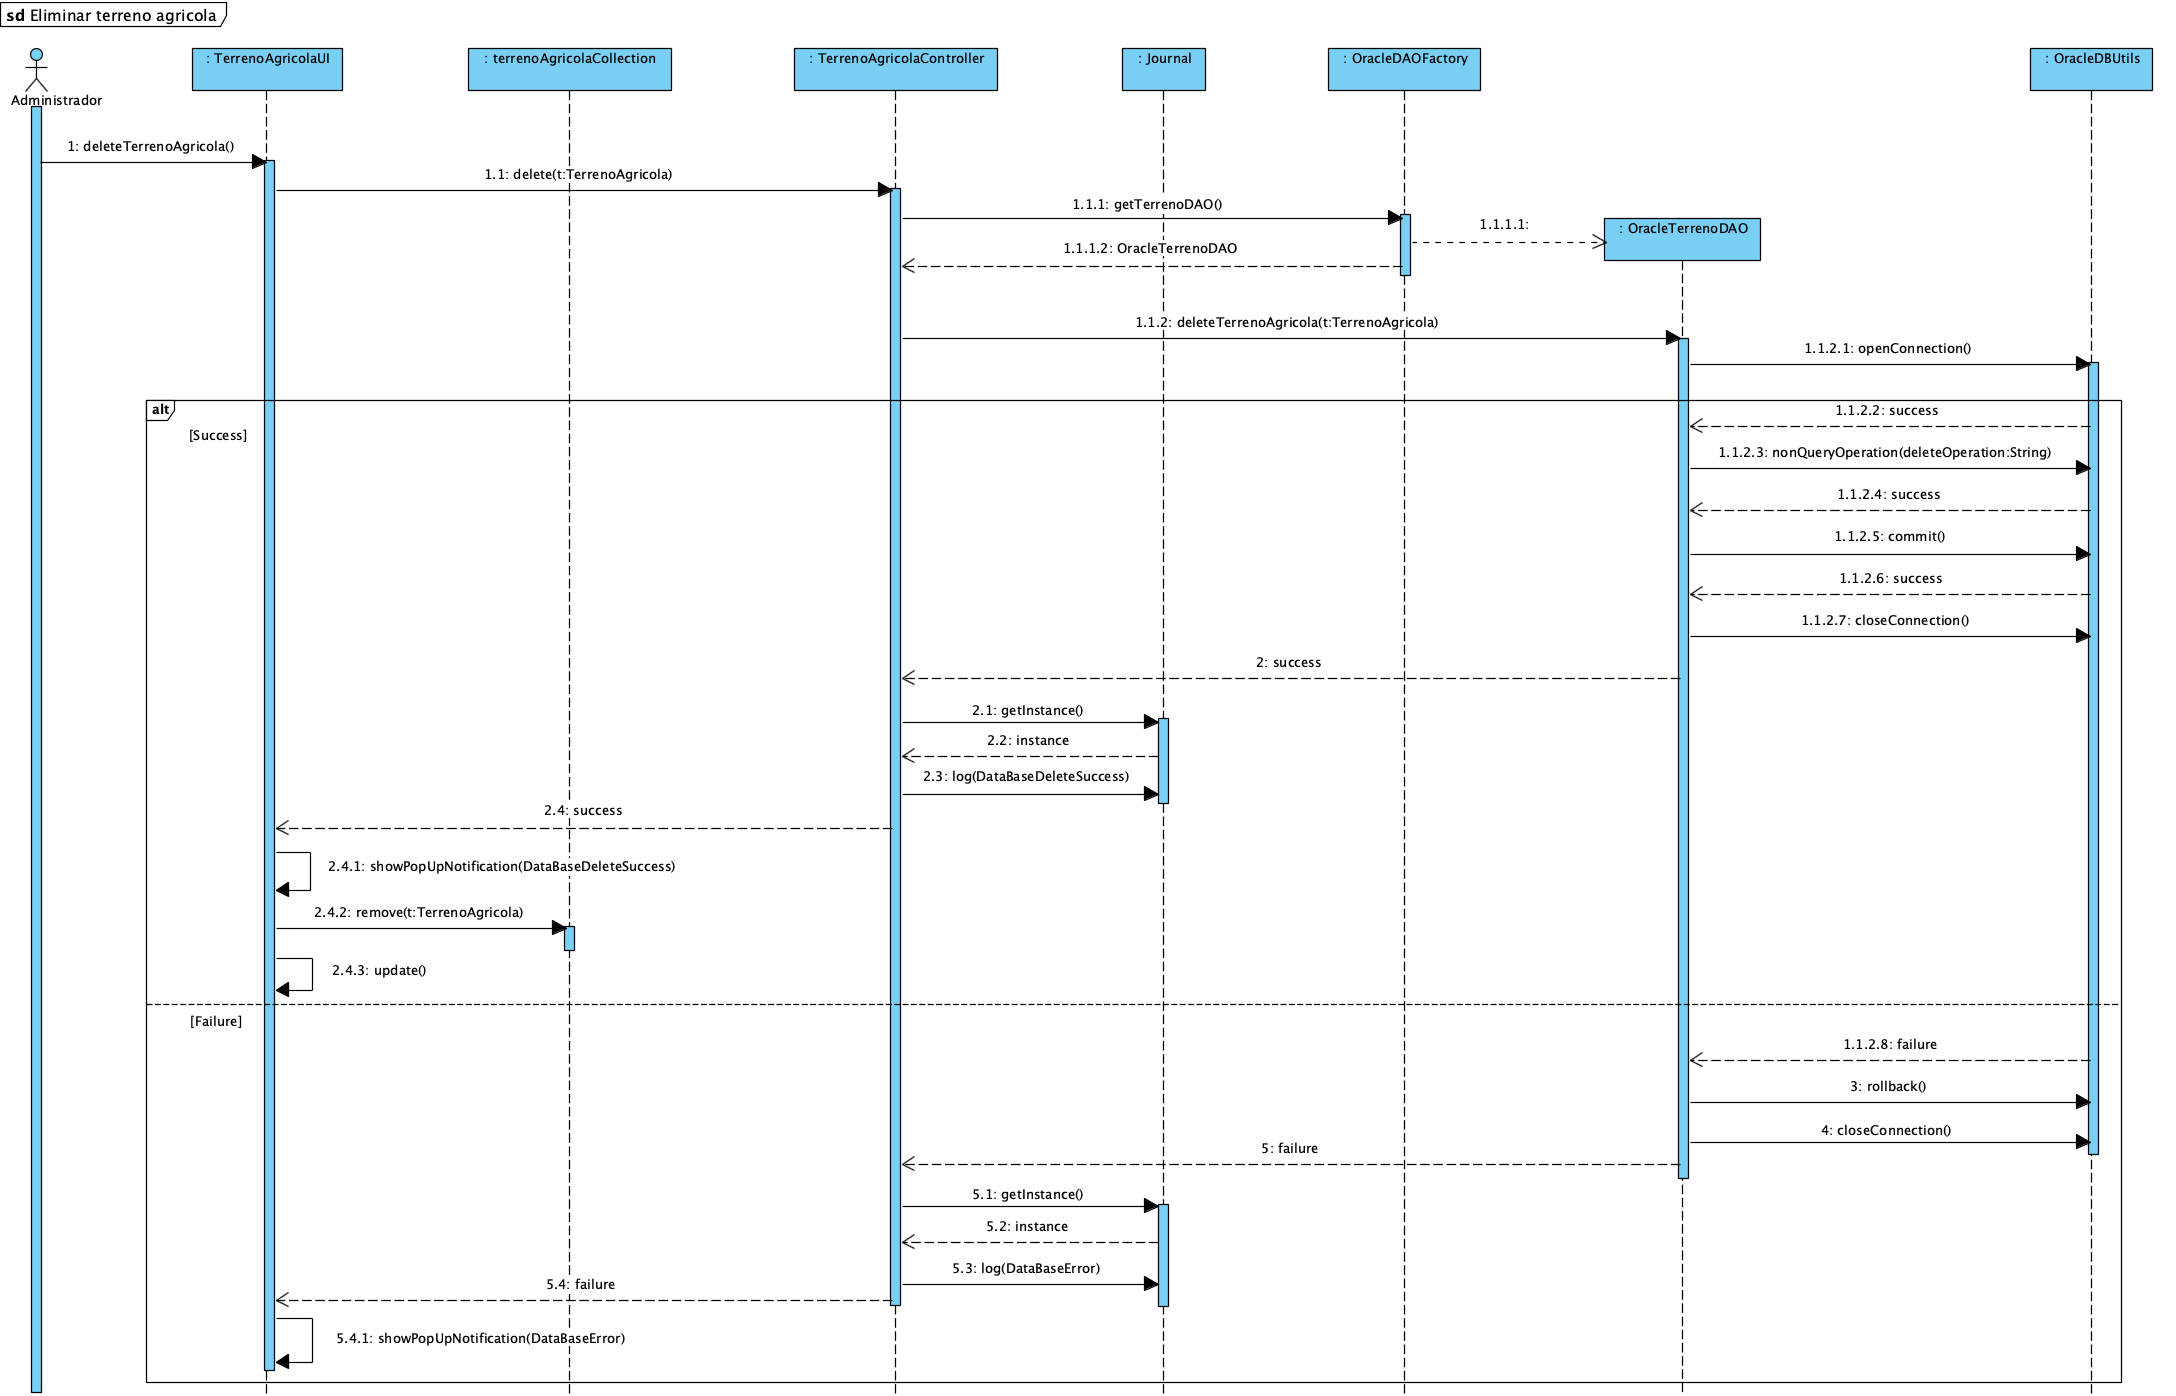 sd Eliminar terreno agricola
Administrador
: TerrenoAgricolaUI
: terrenoAgricolaCollection
: TerrenoAgricolaController
: Journal
: OracleDAOFactory
: OracleDBUtils
1: deleteTerrenoAgricola()
1.1: delete(t:TerrenoAgricola)
1.1.1: getTerrenoDAO()
1.1.1.1:
: OracleTerrenoDAO
1.1.1.2: OracleTerrenoDAO
1.1.2: deleteTerrenoAgricola(t:TerrenoAgricola)
1.1.2.1: openConnection()
alt
[Success]
1.1.2.2: success
1.1.2.3: nonQueryOperation(deleteOperation:String)
1.1.2.4: success
1.1.2.5: commit()
1.1.2.6: success
1.1.2.7: closeConnection()
2: success
2.1: getInstance()
2.2: instance
2.3: log(DataBaseDeleteSuccess)
2.4: success
2.4.1: showPopUpNotification(DataBaseDeleteSuccess)
2.4.2: remove(t:TerrenoAgricola)
2.4.3: update()
[Failure]
1.1.2.8: failure
3: rollback()
4: closeConnection()
5: failure
5.1: getInstance()
5.2: instance
5.3: log(DataBaseError)
5.4: failure
5.4.1: showPopUpNotification(DataBaseError)